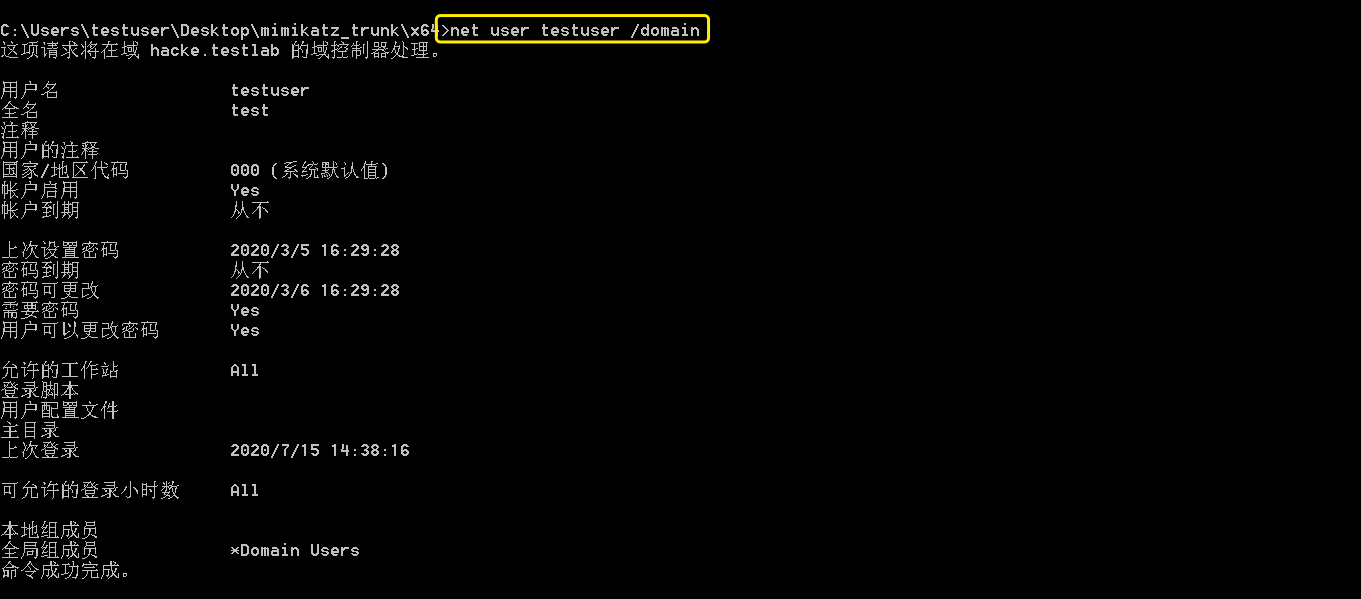 C:\Users\testuser\Desktop\mimikatz_trunk\x64>net user testuser /domain
这项请求将在域 hacke.testlab 的域控制器处理。
用户名 testuser
全名 test
注释
用户的注释
国家/地区代码 000 (系统默认值)
帐户启用 Yes
帐户到期 从不
上次设置密码 2020/3/5 16:29:28
密码到期 从不
密码可更改 2020/3/6 16:29:28
需要密码 Yes
用户可以更改密码 Yes
允许的工作站 All
登录脚本
用户配置文件
主目录
上次登录 2020/7/15 14:38:16
可允许的登录小时数 All
本地组成员
全局组成员 *Domain Users
命令成功完成。